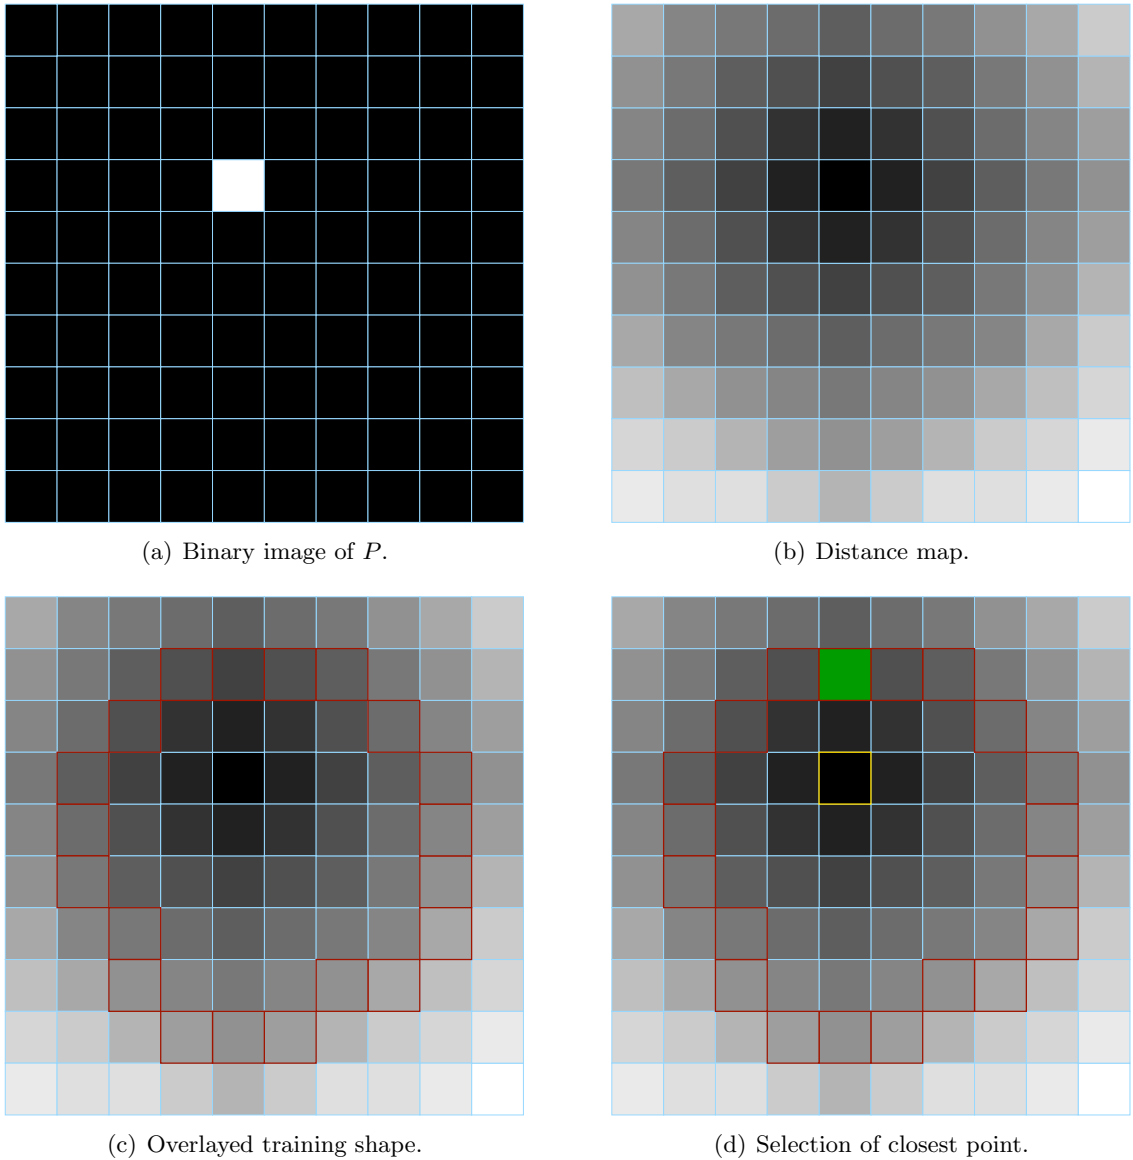 (a) Binary image of P.
(b) Distance map.
(c) Overlayed training shape.
(d) Selection of closest point.